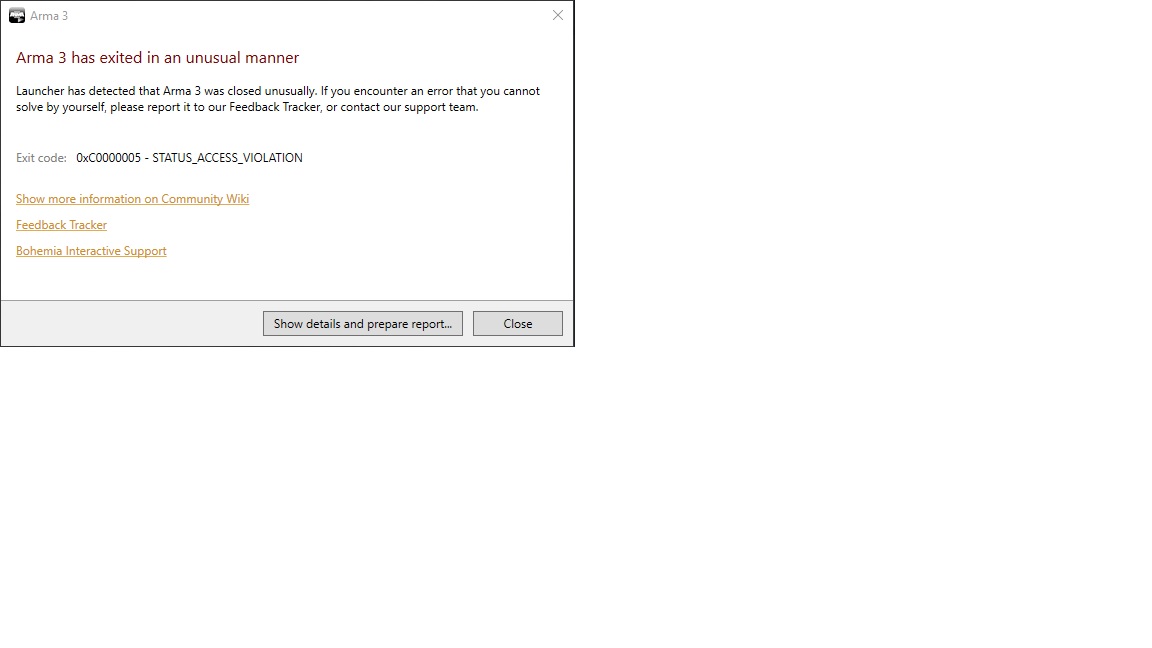 Arma 3
Arma 3 has exited in an unusual manner
Launcher has detected that Arma 3 was closed unusually. If you encounter an error that you cannot
solve by yourself, please report it to our Feedback Tracker, or contact our support team.
Exit code: 0xC0000005 - STATUS_ACCESS_VIOLATION
Show more information on Community Wiki
Feedback Tracker
Bohemia Interactive Support
Show details and prepare report... Close